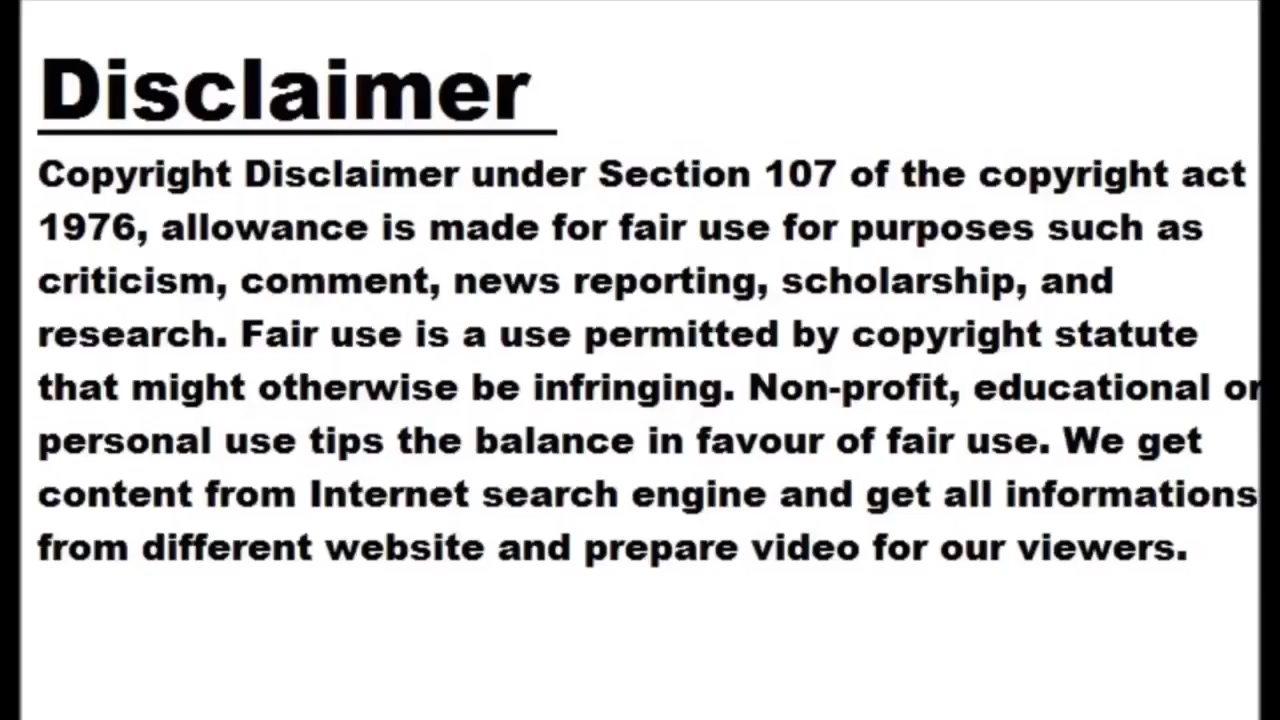 Disclaimer
Copyright Disclaimer under Section 107 of the copyright act
1976, allowance is made for fair use for purposes such as
criticism, comment, news reporting, scholarship, and
research. Fair use is a use permitted by copyright statute
that might otherwise be infringing. Non-profit, educational or
personal use tips the balance in favour of fair use. We get
content from Internet search engine and get all informations
from different website and prepare video for our viewers.